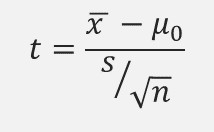 t = (x̄ − μ₀) / (s/√n)